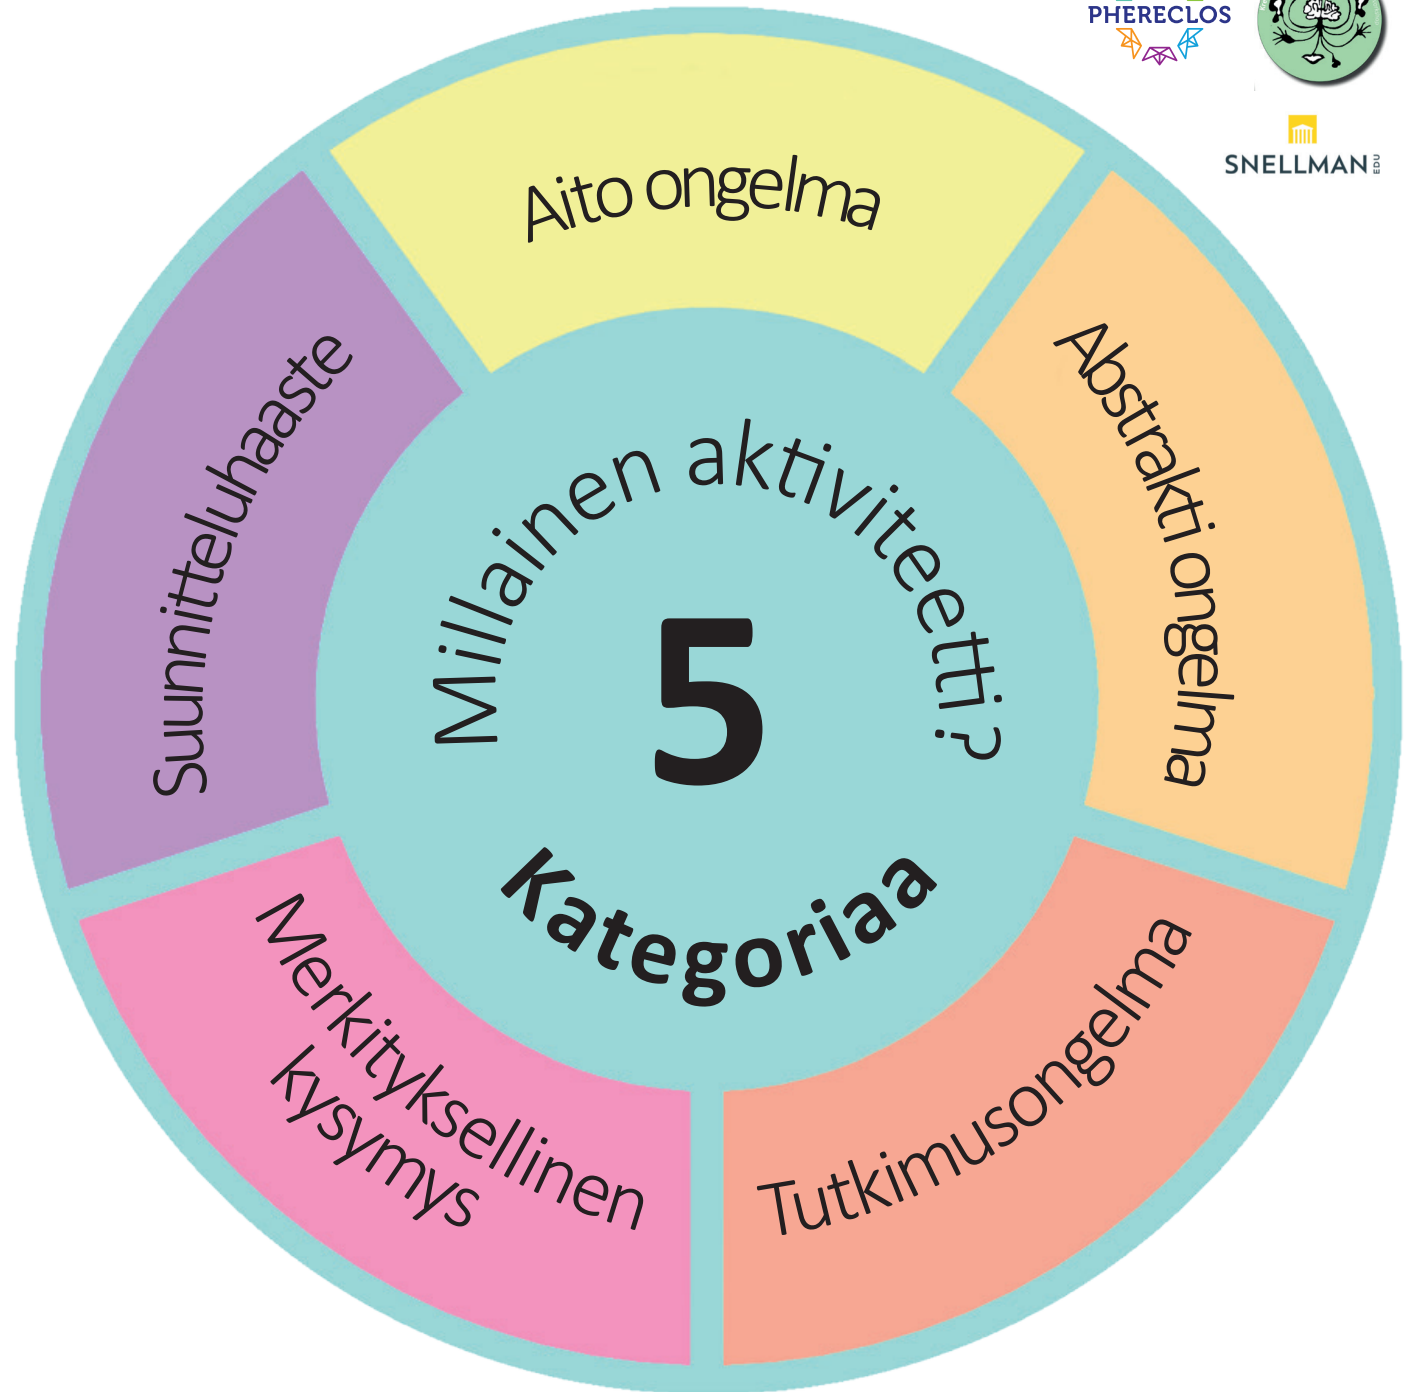 PHERECLOS
SNELLMAN EDU
Aito ongelma
Abstrakti ongelma
Tutkimusongelma
Merkityksellinen
kysymys
Suunnitteluhaaste
Millainen aktiviteetti?
5
Kategoriaa